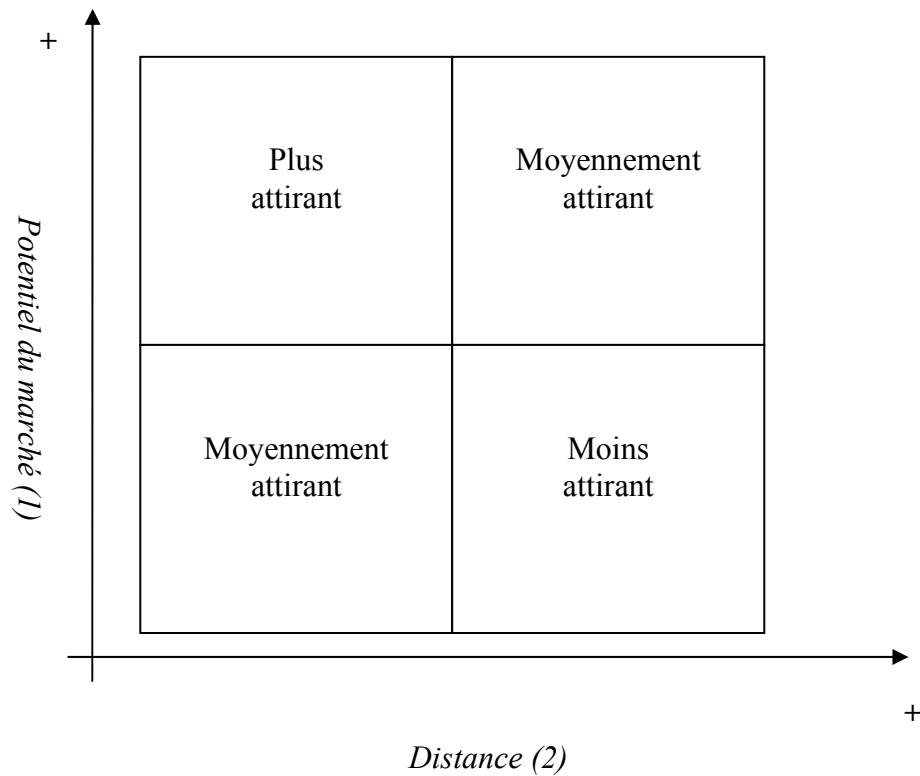 +
Plus
attirant
Moyennement
attirant
Potentiel du marché (1)
Moyennement
attirant
Moins
attirant
+
Distance (2)